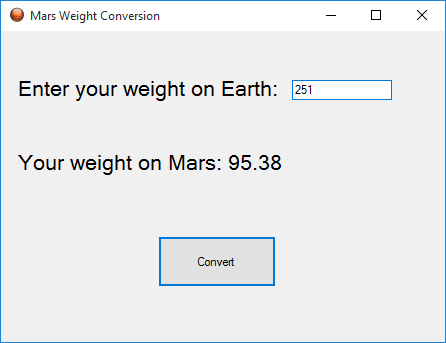 Mars Weight Conversion
Enter your weight on Earth: 251
Your weight on Mars: 95.38
Convert